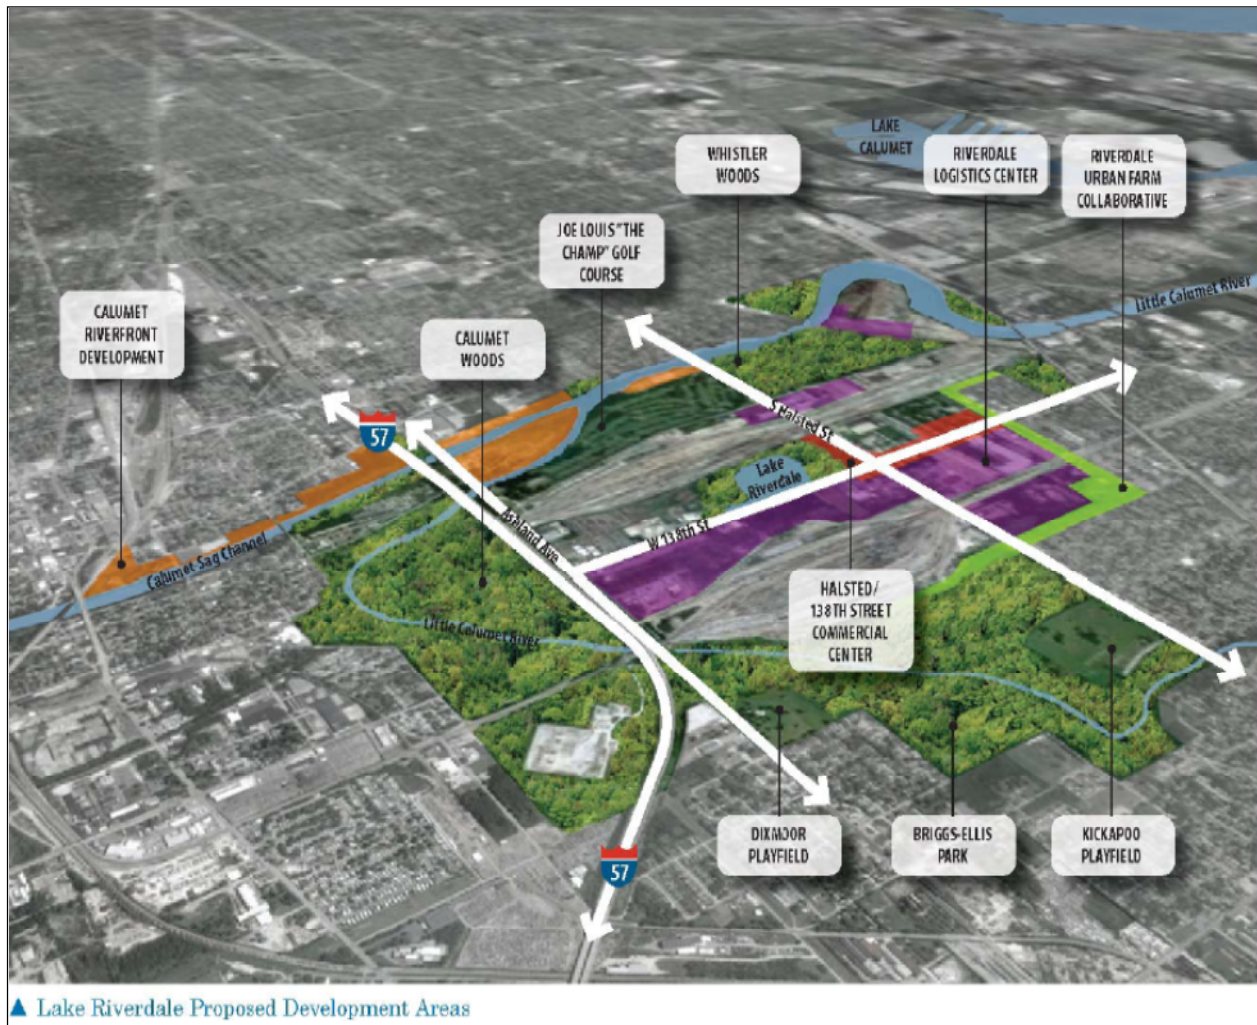 LAKE
CALUMET
WHISTLER
WOODS
RIVERDALE
LOGISTICS CENTER
RIVERDALE
URBAN FARM
COLLABORATIVE
JOE LOUIS "THE
CHAMP" GOLF
COURSE
CALUMET
RIVERFRONT
DEVELOPMENT
CALUMET
WOODS
Little Calumet River
S Halsted St
57
Lake
Riverdale
Ashland Ave
W 138th St
Calumet Sag Channel
Little Calumet River
HALSTED/
138TH STREET
COMMERCIAL
CENTER
DIXMOOR
PLAYFIELD
BRIGGS-ELLIS
PARK
KICKAPOO
PLAYFIELD
57
▲ Lake Riverdale Proposed Development Areas